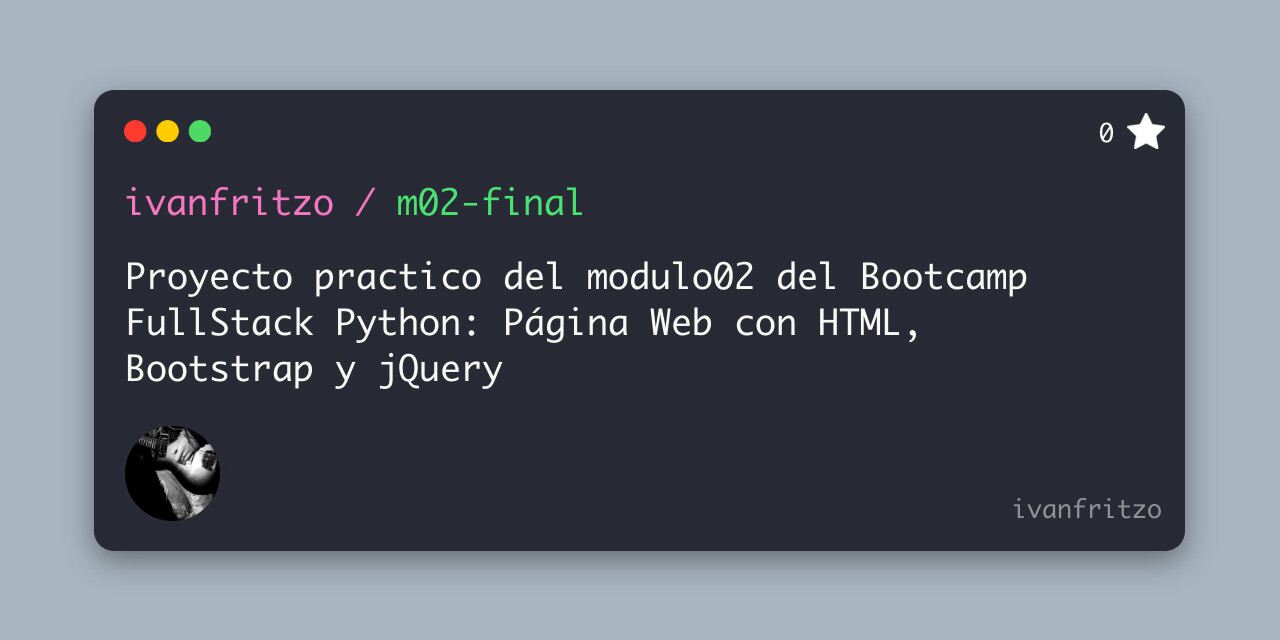 0
ivanfritzo / m02-final
Proyecto practico del modulo02 del Bootcamp
FullStack Python: Página Web con HTML,
Bootstrap y jQuery
ivanfritzo